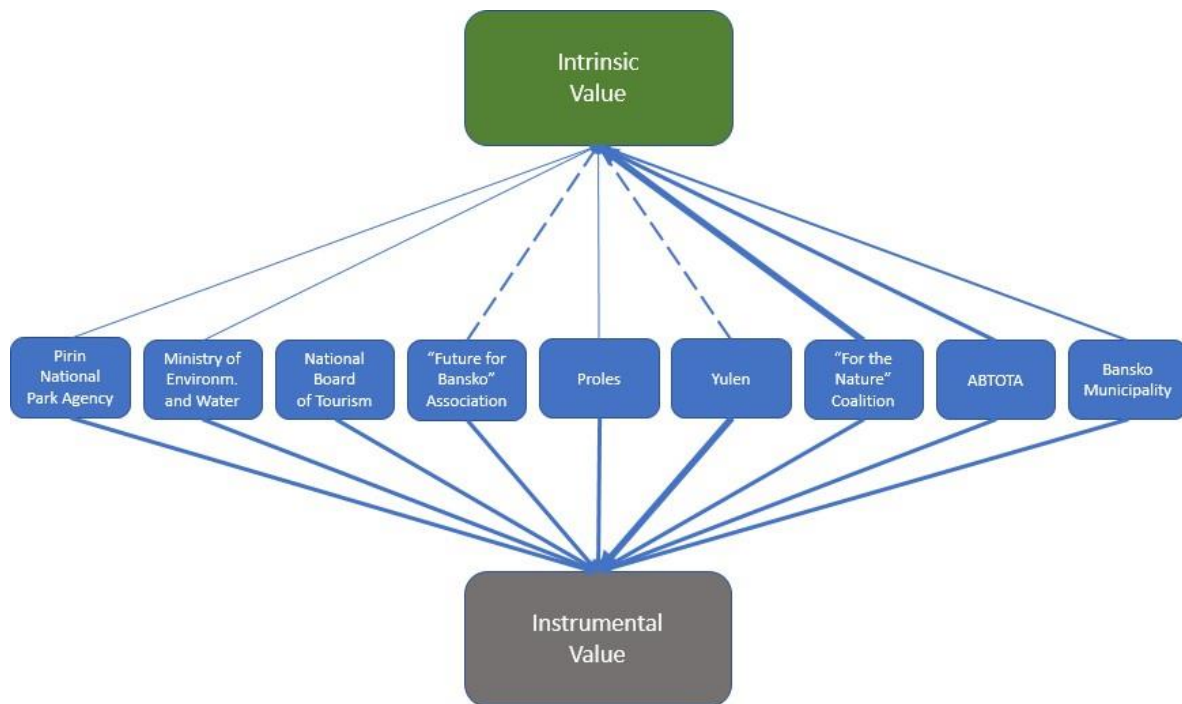 Intrinsic
Value
Pirin
National
Park Agency
Ministry of
Environm.
and Water
National
Board
of Tourism
“Future for
Bansko”
Association
Proles
Yulen
“For the
Nature“
Coalition
ABTOTA
Bansko
Municipality
Instrumental
Value